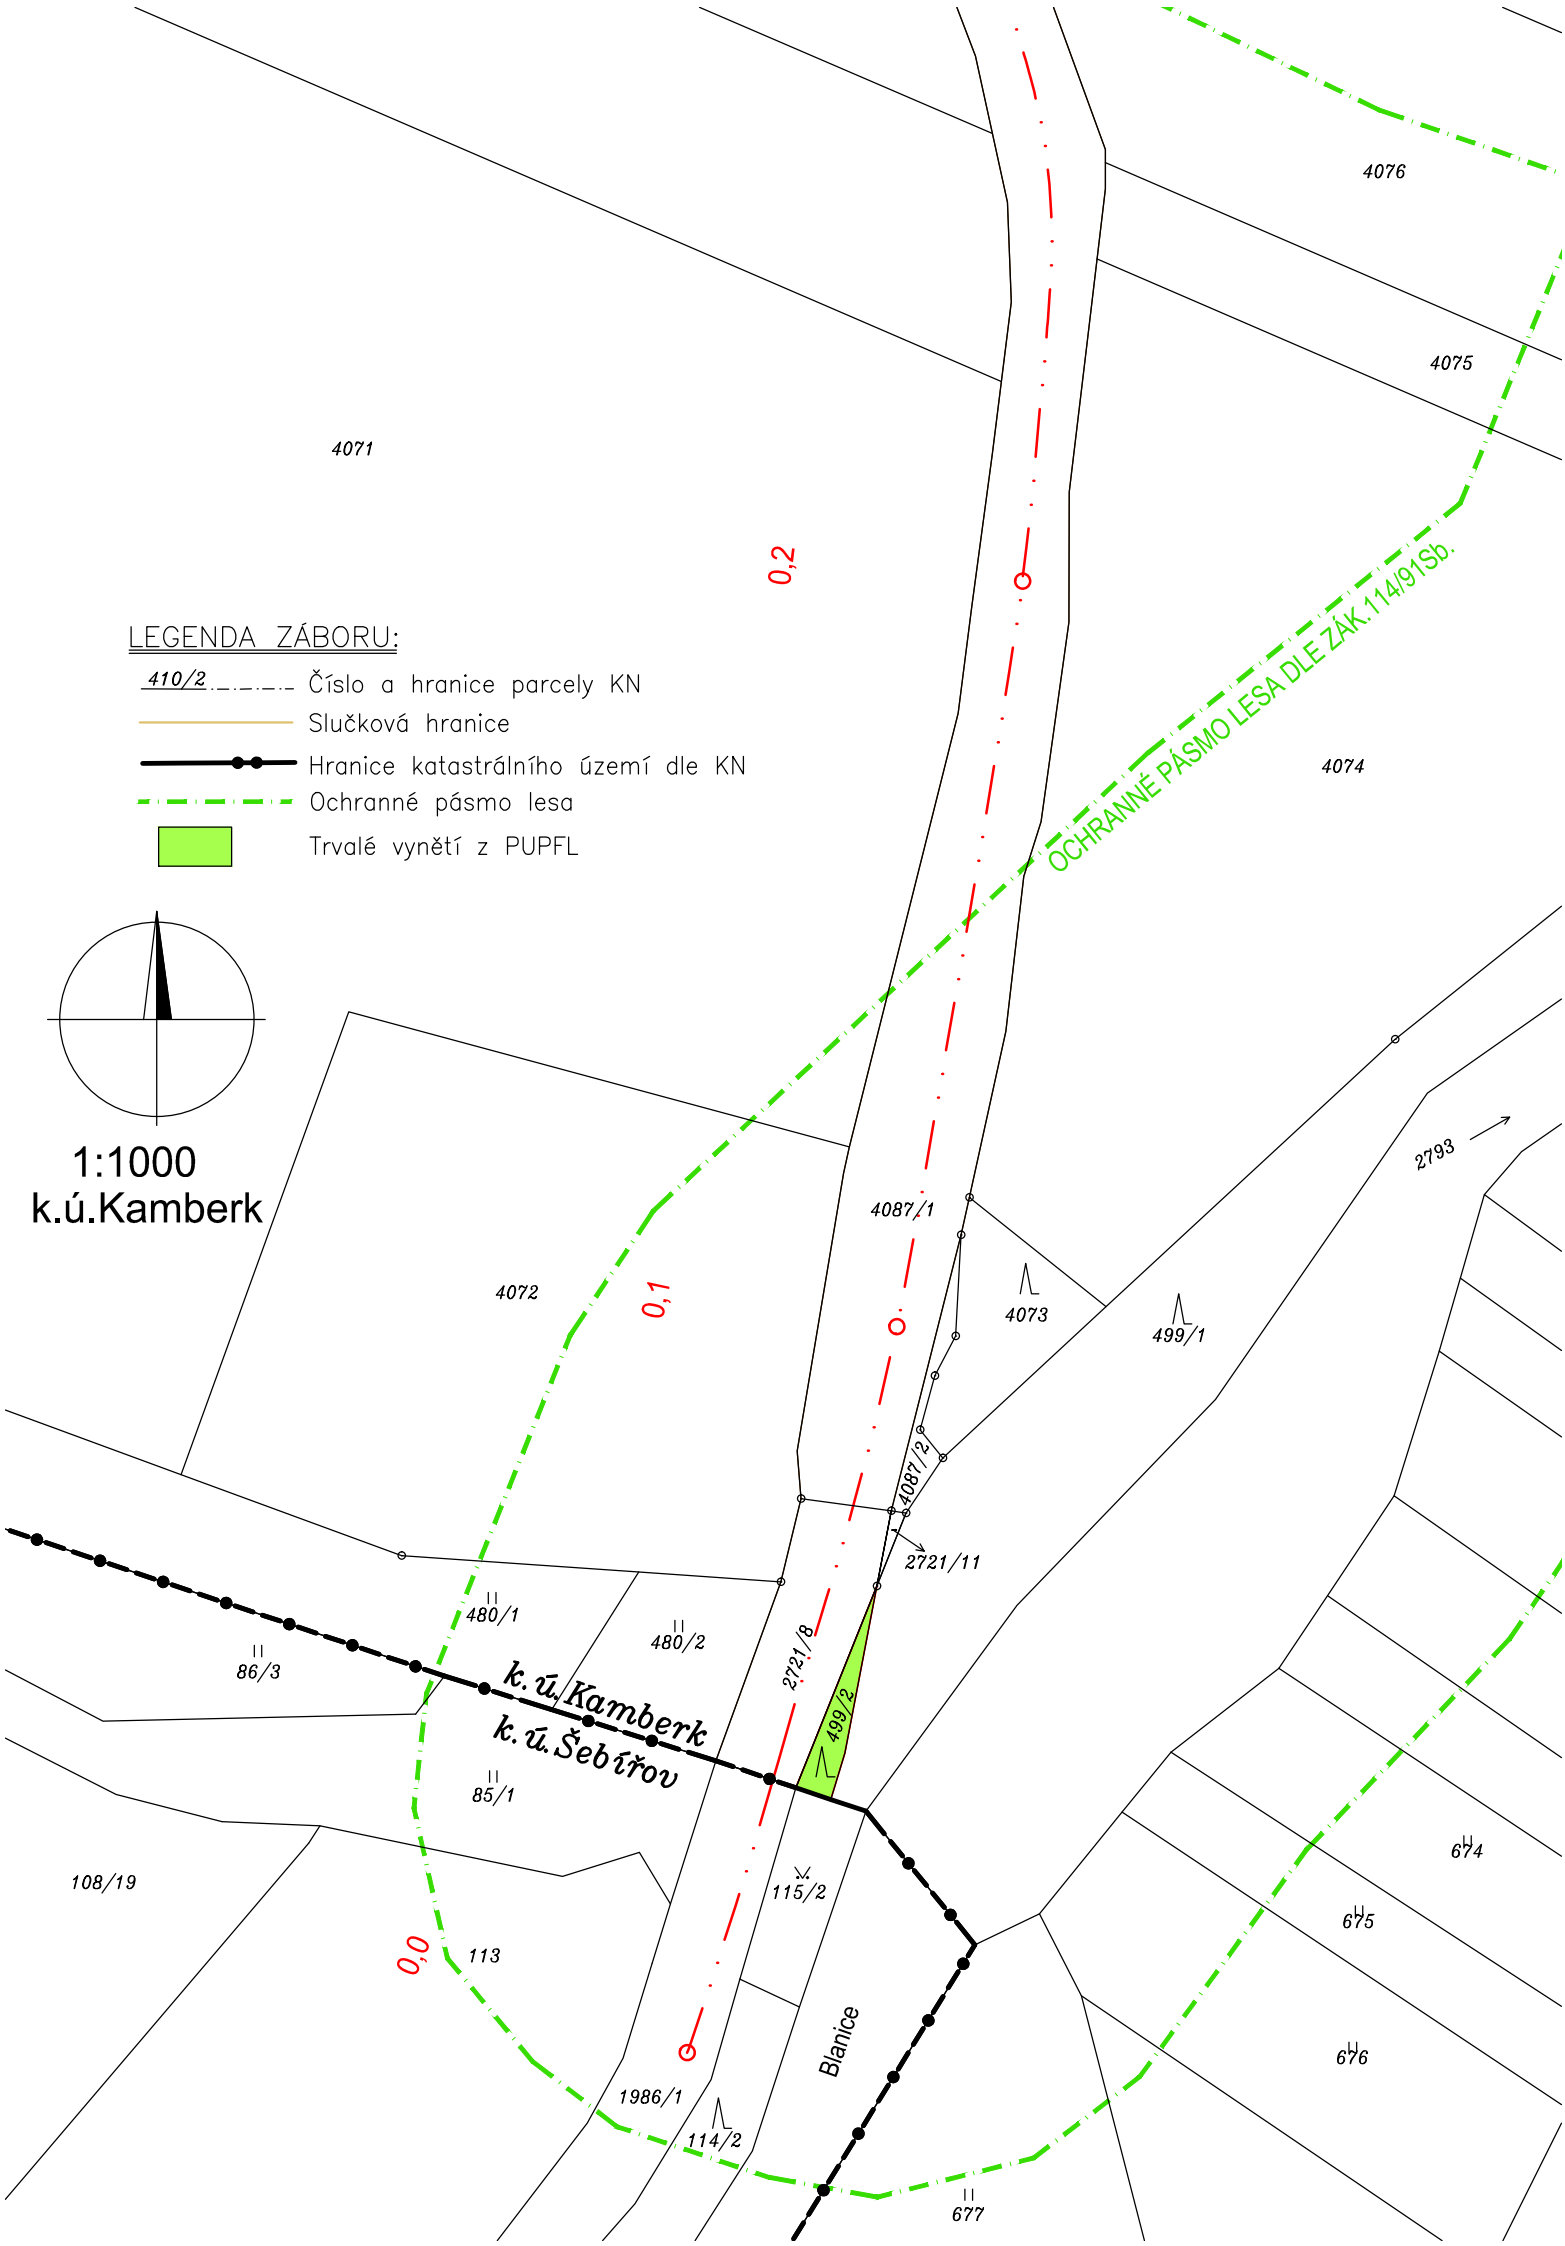 4076
4075
4071
0,2
LEGENDA ZÁBORU:
410/2 Číslo a hranice parcely KN
Slučková hranice
Hranice katastrálního území dle KN
Ochranné pásmo lesa
Trvalé vynětí z PUPFL
OCHRANNÉ PÁSMO LESA DLE ZÁK.114/91Sb.
4074
1:1000
k.ú.Kamberk
2793
4087/1
4072
0,1
4073
499/1
4087/2
2721/11
480/1
480/2
86/3
2721/8
499/2
k.ú.Kamberk
k.ú.Šebířov
85/1
674
108/19
115/2
675
0,0
113
Blanice
676
1986/1
114/2
677